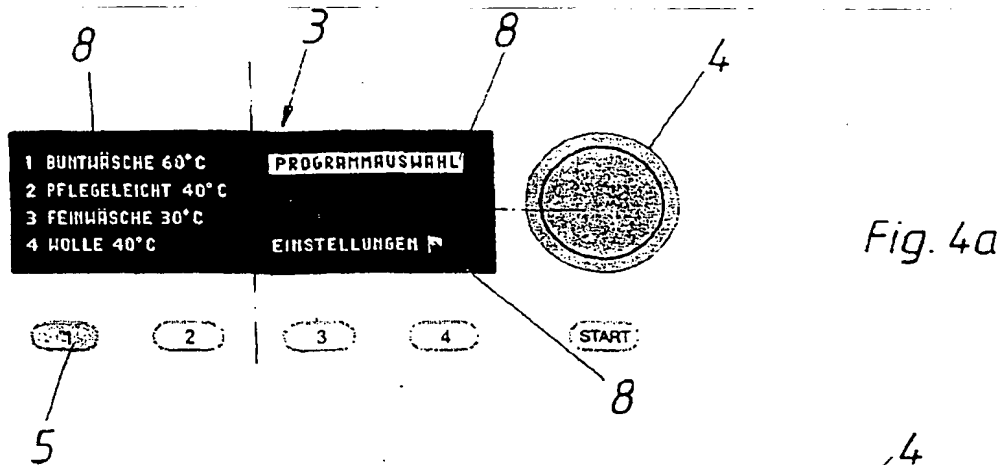 8 3 8 4
1 BUNTWÄSCHE 60°C PROGRAMMAUSWAHL
2 PFLEGELEICHT 40°C
3 FEINWÄSCHE 30°C
4 WOLLE 40°C EINSTELLUNGEN
Fig. 4a
1 2 3 4 START
8
5
4